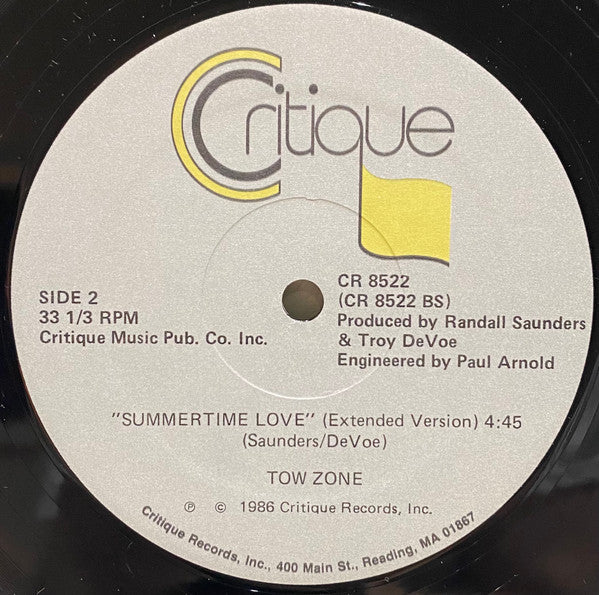 Critique
SIDE 2
33 1/3 RPM
Critique Music Pub. Co. Inc.
CR 8522
(CR 8522 BS)
Produced by Randall Saunders
& Troy DeVoe
Engineered by Paul Arnold
"SUMMERTIME LOVE" (Extended Version) 4:45
(Saunders/DeVoe)
TOW ZONE
℗ © 1986 Critique Records, Inc.
Critique Records, Inc., 400 Main St., Reading, MA 01867